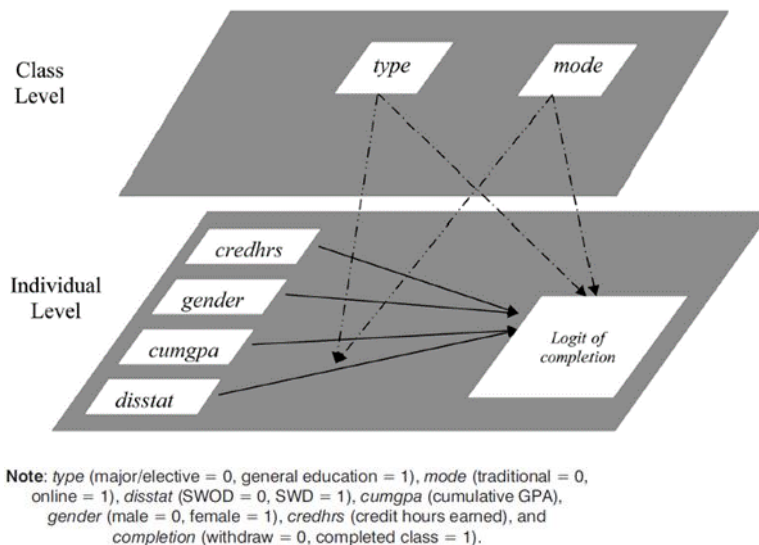 Class
Level
type
mode
Individual
Level
credhrs
gender
cumgpa
disstat
Logit of
completion
Note: type (major/elective = 0, general education = 1), mode (traditional = 0,
online = 1), disstat (SWOD = 0, SWD = 1), cumgpa (cumulative GPA),
gender (male = 0, female = 1), credhrs (credit hours earned), and
completion (withdraw = 0, completed class = 1).